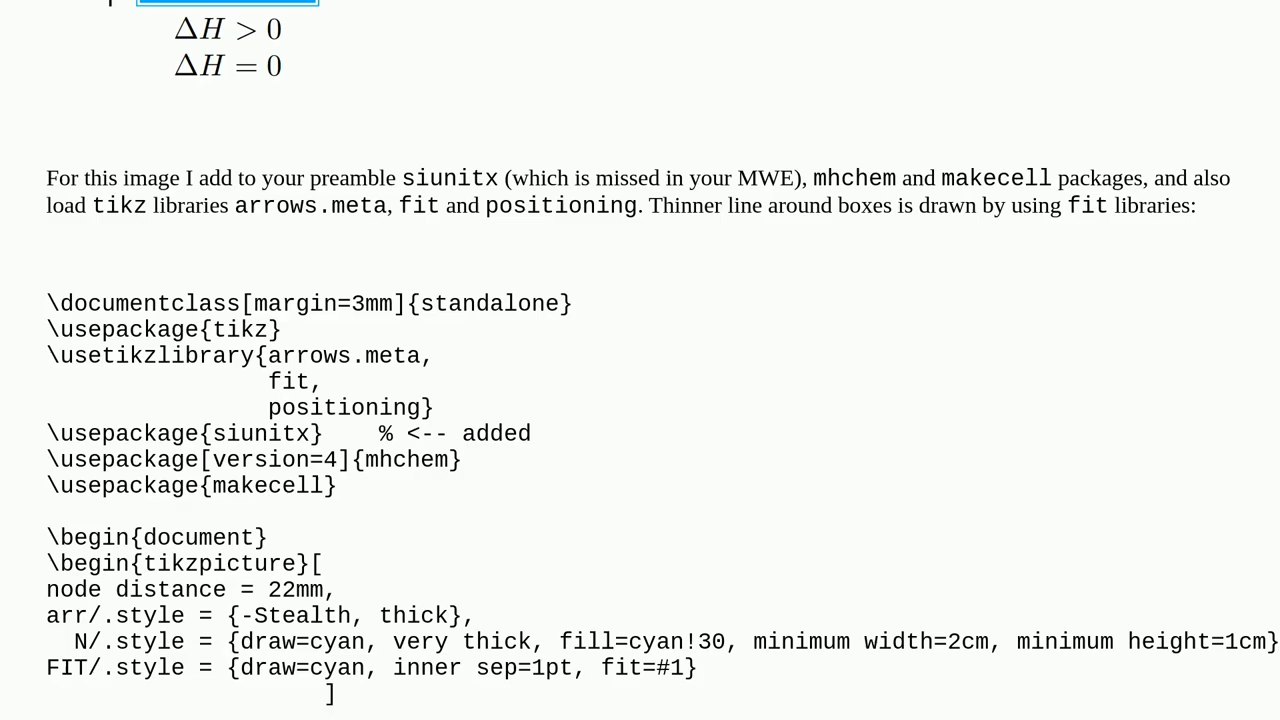 ΔH > 0
ΔH = 0
For this image I add to your preamble siunitx (which is missed in your MWE), mhchem and makecell packages, and also
load tikz libraries arrows.meta, fit and positioning. Thinner line around boxes is drawn by using fit libraries:
\documentclass[margin=3mm]{standalone}
\usepackage{tikz}
\usetikzlibrary{arrows.meta,
                fit,
                positioning}
\usepackage{siunitx}    % <-- added
\usepackage[version=4]{mhchem}
\usepackage{makecell}
\begin{document}
\begin{tikzpicture}[
node distance = 22mm,
arr/.style = {-Stealth, thick},
  N/.style = {draw=cyan, very thick, fill=cyan!30, minimum width=2cm, minimum height=1cm}
FIT/.style = {draw=cyan, inner sep=1pt, fit=#1}
                    ]